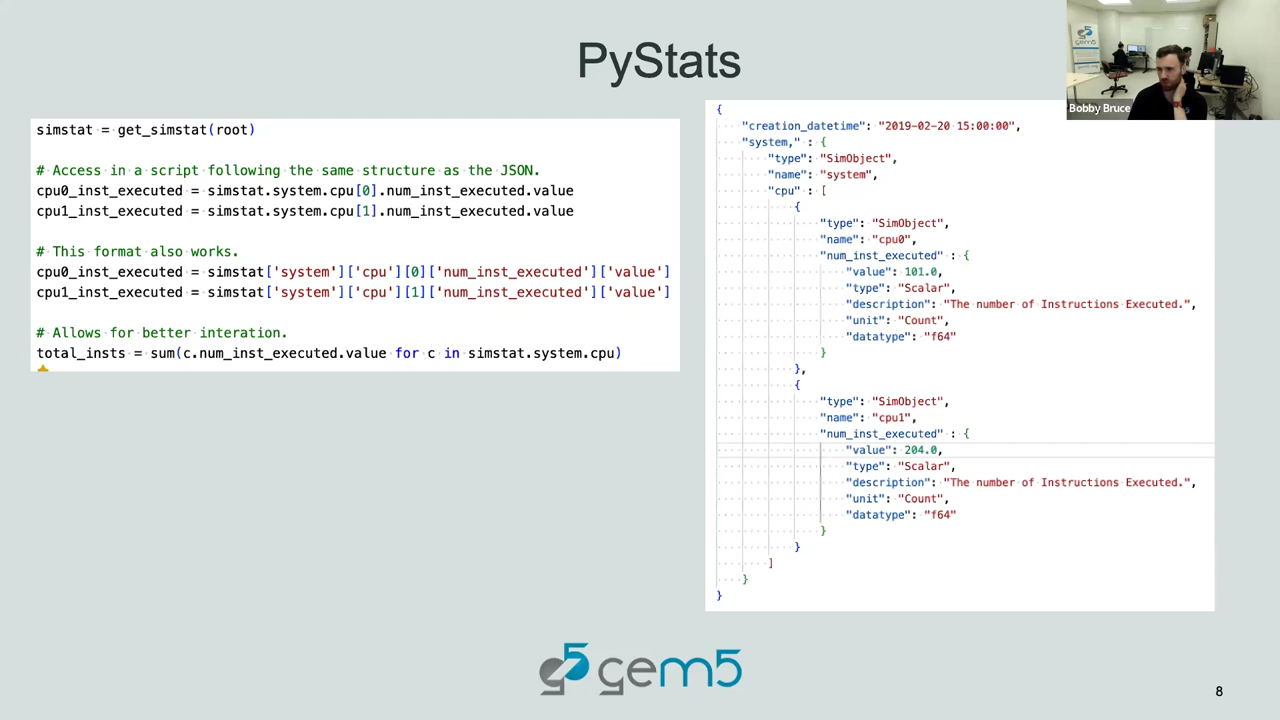 PyStats
simstat = get_simstat(root)
# Access in a script following the same structure as the JSON.
cpu0_inst_executed = simstat.system.cpu[0].num_inst_executed.value
cpu1_inst_executed = simstat.system.cpu[1].num_inst_executed.value
# This format also works.
cpu0_inst_executed = simstat['system']['cpu'][0]['num_inst_executed']['value']
cpu1_inst_executed = simstat['system']['cpu'][1]['num_inst_executed']['value']
# Allows for better interation.
total_insts = sum(c.num_inst_executed.value for c in simstat.system.cpu)
{
"creation_datetime": "2019-02-20 15:00:00",
"system," : {
"type": "SimObject",
"name": "system",
"cpu" : [
{
"type": "SimObject",
"name": "cpu0",
"num_inst_executed" : {
"value": 101.0,
"type": "Scalar",
"description": "The number of Instructions Executed.",
"unit": "Count",
"datatype": "f64"
}
},
{
"type": "SimObject",
"name": "cpu1",
"num_inst_executed" : {
"value": 204.0,
"type": "Scalar",
"description": "The number of Instructions Executed.",
"unit": "Count",
"datatype": "f64"
}
}
]
}
}
gem5
Bobby Bruce
g5 gem5
8